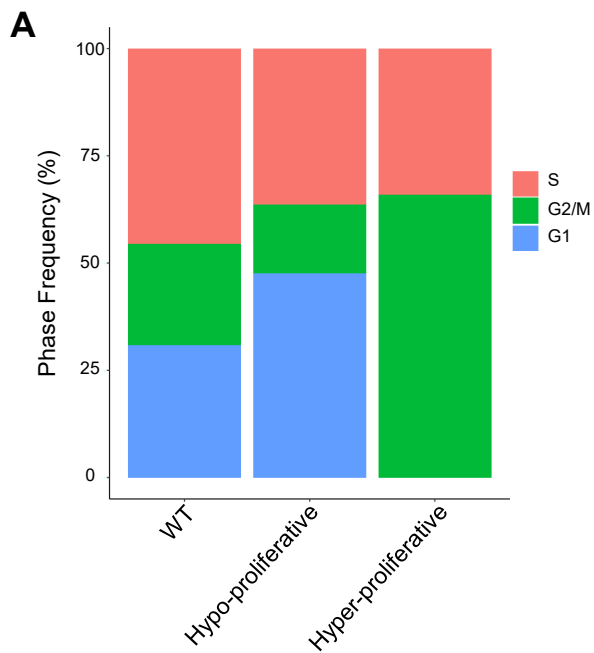 A
Phase Frequency (%)
100
75
50
25
0
WT
Hypo-proliferative
Hyper-proliferative
S
G2/M
G1